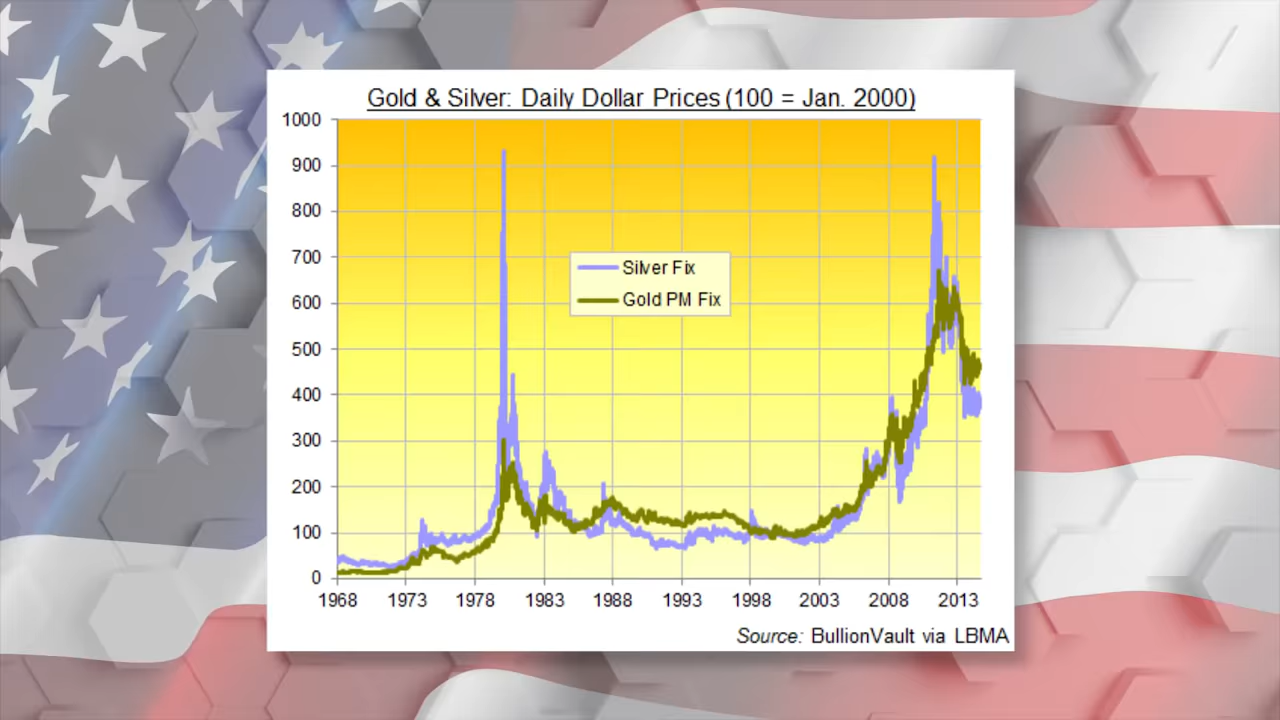 Gold & Silver: Daily Dollar Prices (100 = Jan. 2000)
1000
900
800
700
600
500
400
300
200
100
0
Silver Fix
Gold PM Fix
1968 1973 1978 1983 1988 1993 1998 2003 2008 2013
Source: BullionVault via LBMA